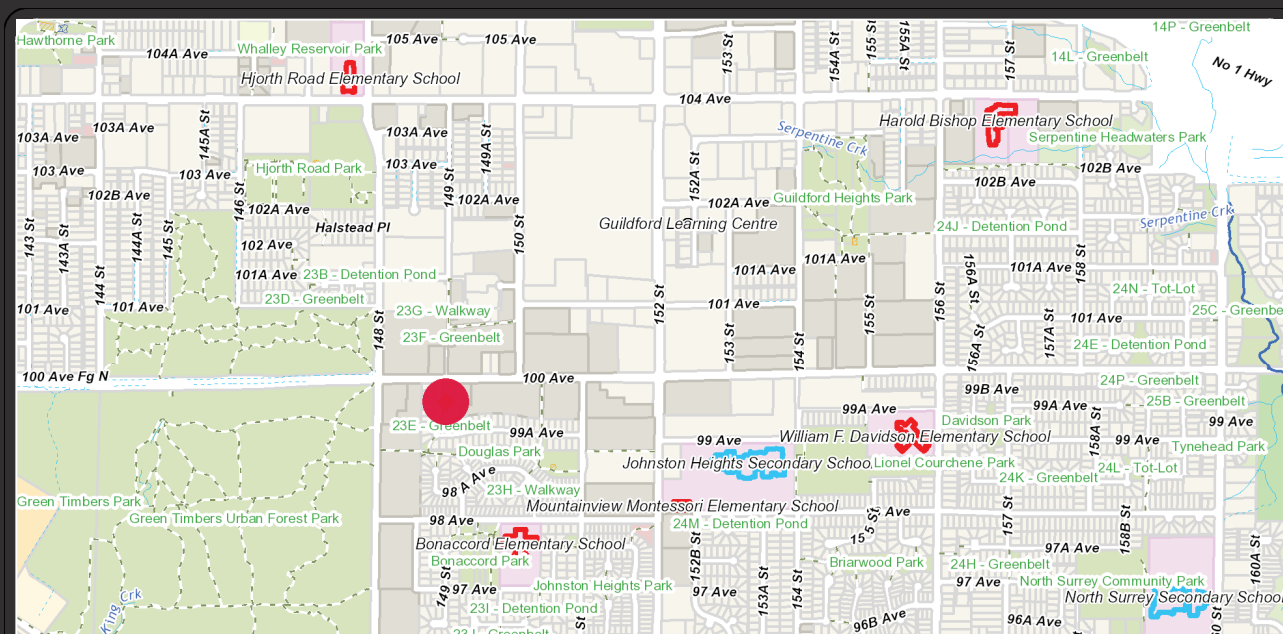 14P - Greenbelt
Hawthorne Park
105 Ave
105 Ave
Whalley Reservoir Park
104A Ave
153 St
154A St
155 St
155A St
157 St
14L - Greenbelt
No 1 Hwy
Hjorth Road Elementary School
104 Ave
Harold Bishop Elementary School
Serpentine Headwaters Park
103A Ave
103A Ave
145A St
103A Ave
149A St
Serpentine Crk
103 Ave
103 Ave
Hjorth Road Park
103 Ave
152A St
102B Ave
102B Ave
102B Ave
146 St
149 St
102A Ave
102A Ave
102A Ave
Guildford Heights Park
143 St
143A St
144A St
145 St
Halstead Pl
150 St
Guildford Learning Centre
Serpentine Crk
24J - Detention Pond
102 Ave
101A Ave
23B - Detention Pond
101A Ave
101A Ave
156A St
101A Ave
158 St
144 St
23D - Greenbelt
24N - Tot-Lot
101 Ave
101 Ave
148 St
23G - Walkway
152 St
101 Ave
155 St
156 St
101 Ave
25C - Greenbe
23F - Greenbelt
153 St
154 St
156A St
157A St
24E - Detention Pond
100 Ave Fg N
100 Ave
24P - Greenbelt
99B Ave
25B - Greenbelt
99A Ave
99A Ave
23E - Greenbelt
99A Ave
Davidson Park
158A St
99 Ave
99 Ave
William F. Davidson Elementary School
99 Ave
Tynehead Park
Douglas Park
Johnston Heights Secondary School
Lionel Courchene Park
24L - Tot-Lot
98 A Ave
24K - Greenbelt
23H - Walkway
Green Timbers Park
Green Timbers Urban Forest Park
Mountainview Montessori Elementary School
98 Ave
24M - Detention Pond
155 St
Ave
157 St
158B St
Bonaccord Elementary School
Bonaccord Park
152B St
Briarwood Park
97A Ave
24H - Greenbelt
160A St
149 St
97 Ave
Johnston Heights Park
97 Ave
153A St
154 St
97 Ave
North Surrey Community Park
North Surrey Secondary School
King Crk
23I - Detention Pond
St
96B Ave
96A Ave